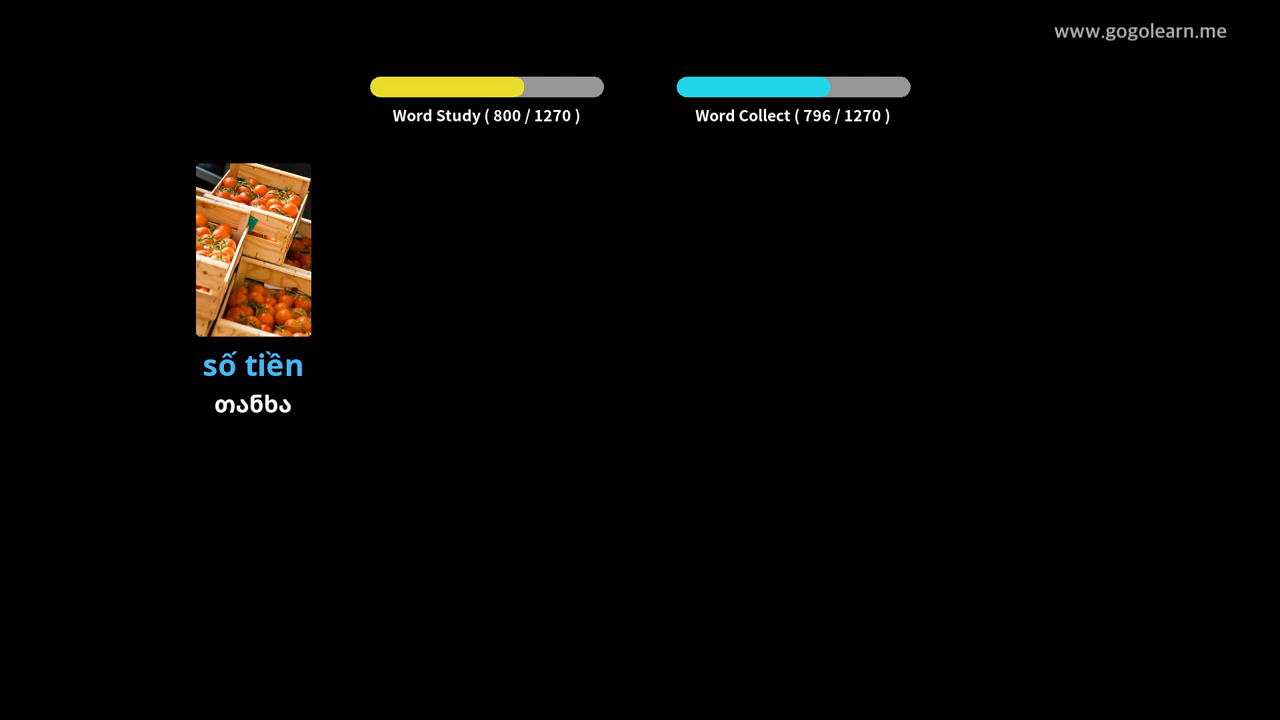 www.gogolearn.me
Word Study ( 800 / 1270 )
Word Collect ( 796 / 1270 )
số tiền
თანხა